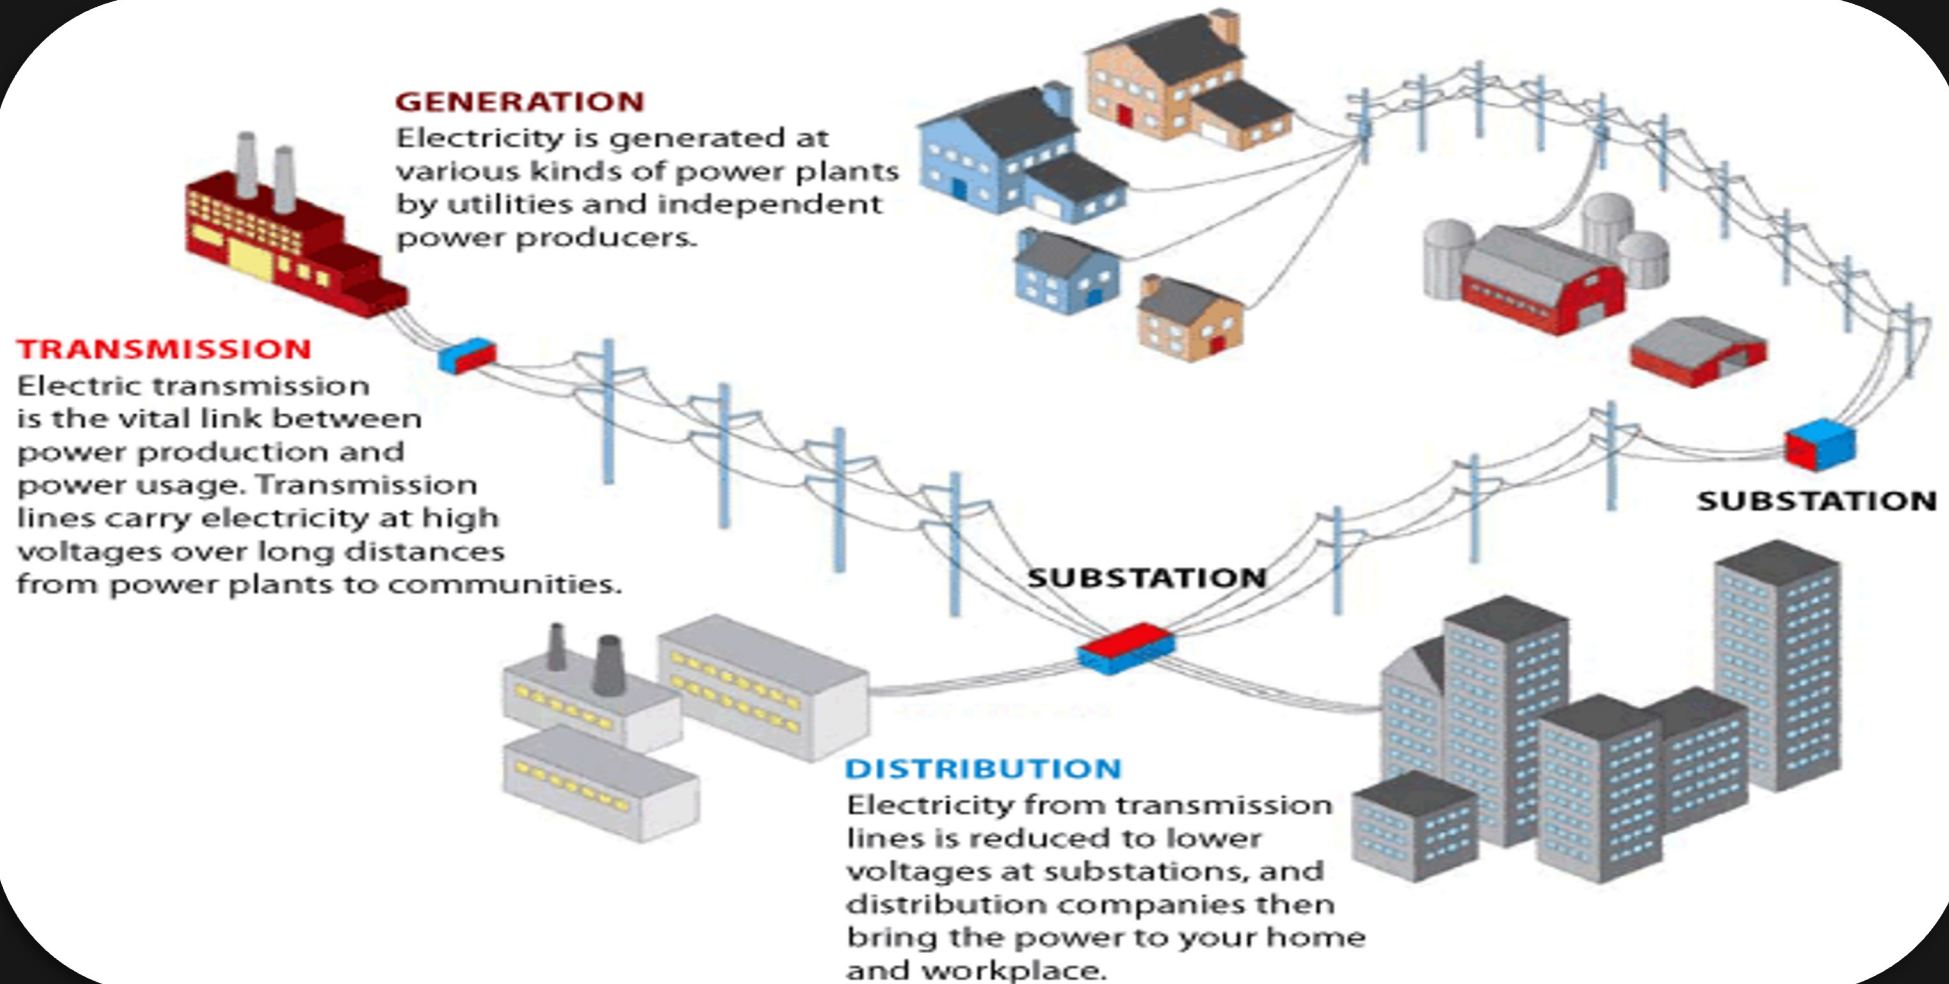 GENERATION
Electricity is generated at
various kinds of power plants
by utilities and independent
power producers.
TRANSMISSION
Electric transmission
is the vital link between
power production and
power usage. Transmission
lines carry electricity at high
voltages over long distances
from power plants to communities.
SUBSTATION
SUBSTATION
DISTRIBUTION
Electricity from transmission
lines is reduced to lower
voltages at substations, and
distribution companies then
bring the power to your home
and workplace.